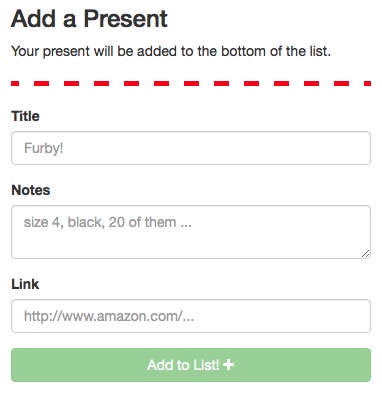 Add a Present
Your present will be added to the bottom of the list.
Title
Furby!
Notes
size 4, black, 20 of them ...
Link
http://www.amazon.com/...
Add to List! +